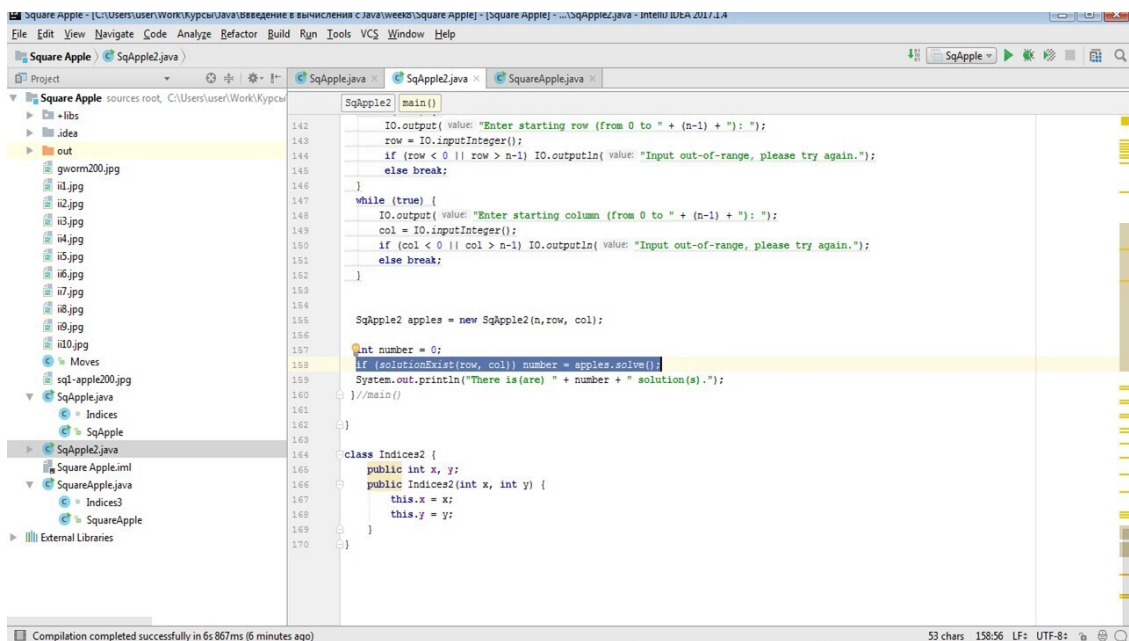 Square Apple - [C:\Users\user\Work\Курсы\Java\Введение в вычисления с Java\week8\Square Apple] - [Square Apple] - ...\SqApple2.java - IntelliJ IDEA 2017.1.4
File Edit View Navigate Code Analyze Refactor Build Run Tools VCS Window Help
Square Apple SqApple2.java SqApple
Project SqApple.java SqApple2.java SquareApple.java
Square Apple sources root, C:\Users\user\Work\Курсы
+libs
.idea
out
gworm200.jpg
ii1.jpg
ii2.jpg
ii3.jpg
ii4.jpg
ii5.jpg
ii6.jpg
ii7.jpg
ii8.jpg
ii9.jpg
ii10.jpg
Moves
sq1-apple200.jpg
SqApple.java
Indices
SqApple
SqApple2.java
Square Apple.iml
SquareApple.java
Indices3
SquareApple
External Libraries
SqApple2 main()
142 IO.output( value: "Enter starting row (from 0 to " + (n-1) + "): ");
143 row = IO.inputInteger();
144 if (row < 0 || row > n-1) IO.outputln( value: "Input out-of-range, please try again.");
145 else break;
146 }
147 while (true) {
148 IO.output( value: "Enter starting column (from 0 to " + (n-1) + "): ");
149 col = IO.inputInteger();
150 if (col < 0 || col > n-1) IO.outputln( value: "Input out-of-range, please try again.");
151 else break;
152 }
153
154
155 SqApple2 apples = new SqApple2(n,row, col);
156
157 int number = 0;
158 if (solutionExist(row, col)) number = apples.solve();
159 System.out.println("There is(are) " + number + " solution(s).");
160 }//main()
161
162 }
163
164 class Indices2 {
165 public int x, y;
166 public Indices2(int x, int y) {
167 this.x = x;
168 this.y = y;
169 }
170 }
Compilation completed successfully in 6s 867ms (6 minutes ago) 53 chars 158:56 LF÷ UTF-8÷